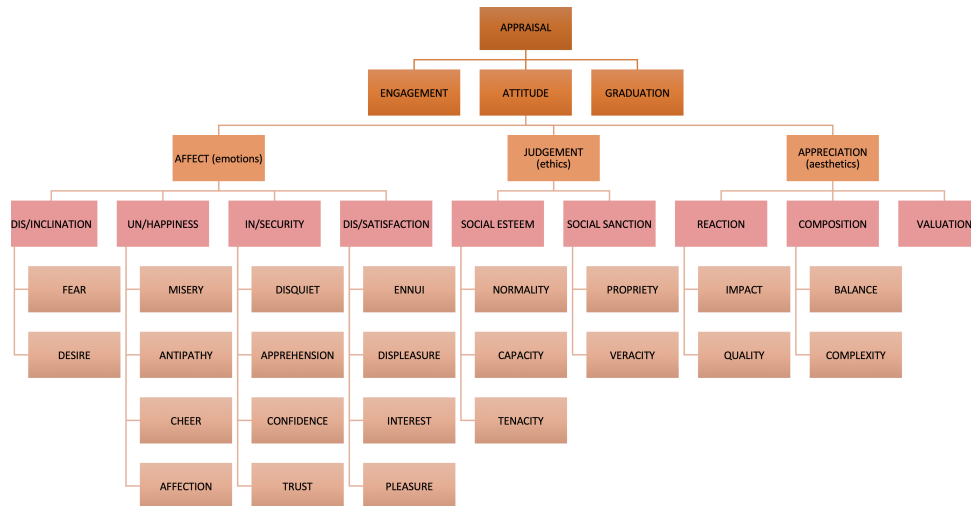 APPRAISAL
ENGAGEMENT
ATTITUDE
GRADUATION
AFFECT (emotions)
JUDGEMENT
(ethics)
APPRECIATION
(aesthetics)
DIS/INCLINATION
UN/HAPPINESS
IN/SECURITY
DIS/SATISFACTION
SOCIAL ESTEEM
SOCIAL SANCTION
REACTION
COMPOSITION
VALUATION
FEAR
MISERY
DISQUIET
ENNUI
NORMALITY
PROPRIETY
IMPACT
BALANCE
DESIRE
ANTIPATHY
APPREHENSION
DISPLEASURE
CAPACITY
VERACITY
QUALITY
COMPLEXITY
CHEER
CONFIDENCE
INTEREST
TENACITY
AFFECTION
TRUST
PLEASURE